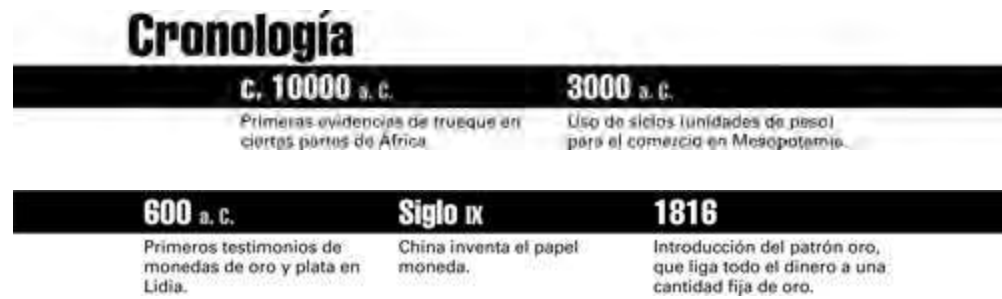 Cronología
c. 10000 a. C.
3000 a. C.
Primeras evidencias de trueque en
ciertas partes de África.
Uso de siclos (unidades de peso)
para el comercio en Mesopotamia.
600 a. C.
Siglo IX
1816
Primeros testimonios de
monedas de oro y plata en
Lidia.
China inventa el papel
moneda.
Introducción del patrón oro,
que liga todo el dinero a una
cantidad fija de oro.